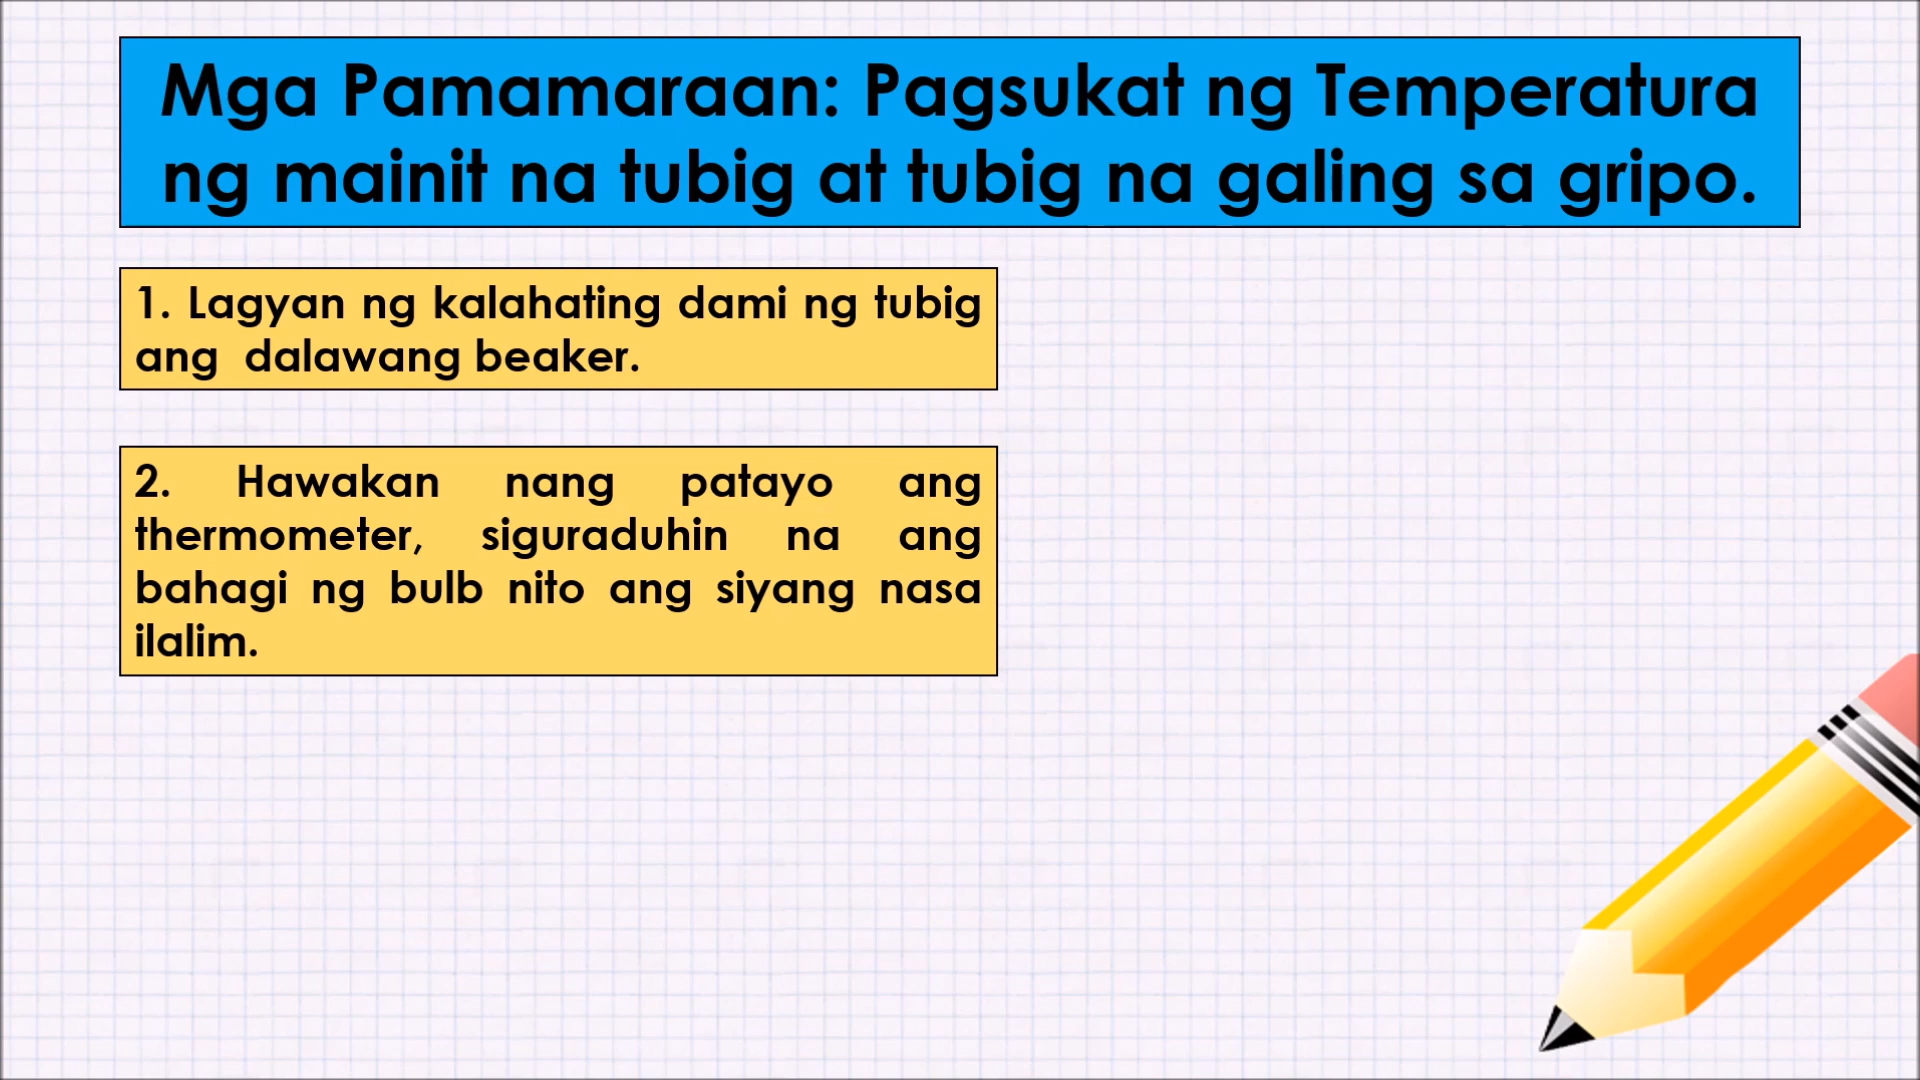 Mga Pamamaraan: Pagsukat ng Temperatura
ng mainit na tubig at tubig na galing sa gripo.
1. Lagyan ng kalahating dami ng tubig
ang dalawang beaker.
2. Hawakan nang patayo ang
thermometer, siguraduhin na ang
bahagi ng bulb nito ang siyang nasa
ilalim.